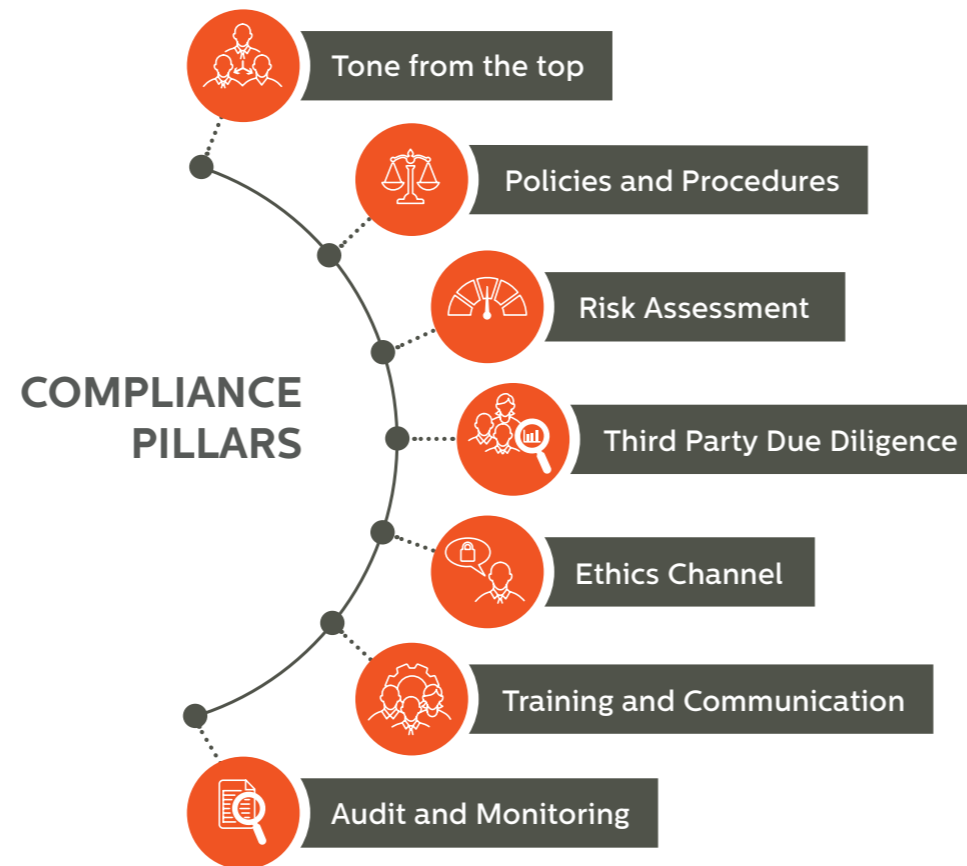 Tone from the top
Policies and Procedures
Risk Assessment
COMPLIANCE
PILLARS
Third Party Due Diligence
Ethics Channel
Training and Communication
Audit and Monitoring